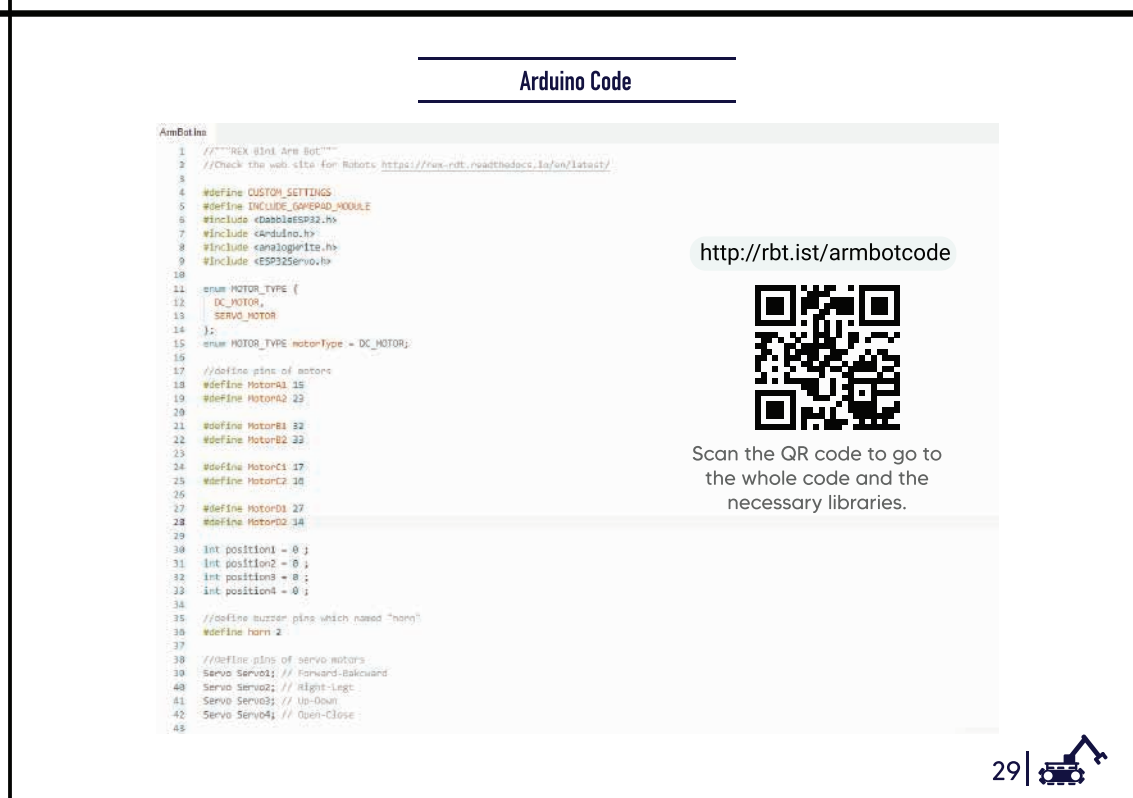 Arduino Code
ArmBot.ino
1 //"""REX 8in1 Arm Bot"""
2 //Check the web site for Robots https://rex-rdt.readthedocs.io/en/latest/
3
4 #define CUSTOM_SETTINGS
5 #define INCLUDE_GAMEPAD_MODULE
6 #include <DabbleESP32.h>
7 #include <Arduino.h>
8 #include <analogWrite.h>
9 #include <ESP32Servo.h>
10
11 enum MOTOR_TYPE {
12 DC_MOTOR,
13 SERVO_MOTOR
14 };
15 enum MOTOR_TYPE motorType = DC_MOTOR;
16
17 //define pins of motors
18 #define MotorA1 15
19 #define MotorA2 23
20
21 #define MotorB1 32
22 #define MotorB2 33
23
24 #define MotorC1 17
25 #define MotorC2 16
26
27 #define MotorD1 27
28 #define MotorD2 14
29
30 int position1 = 0 ;
31 int position2 = 0 ;
32 int position3 = 0 ;
33 int position4 = 0 ;
34
35 //define buzzer pins which named "horn"
36 #define horn 2
37
38 //define pins of servo motors
39 Servo Servo1; // Forward-Bakcward
40 Servo Servo2; // Right-Legt
41 Servo Servo3; // Up-Down
42 Servo Servo4; // Open-Close
43
http://rbt.ist/armbotcode
Scan the QR code to go to
the whole code and the
necessary libraries.
29